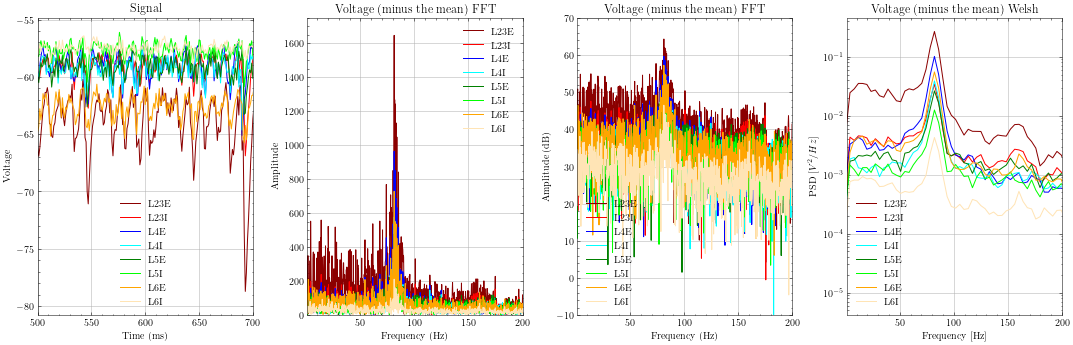 Signal
Voltage
−55
−60
−65
−70
−75
−80
500
550
600
650
700
Time (ms)
L23E
L23I
L4E
L4I
L5E
L5I
L6E
L6I
Voltage (minus the mean) FFT
Amplitude
1600
1400
1200
1000
800
600
400
200
0
50
100
150
200
Frequency (Hz)
L23E
L23I
L4E
L4I
L5E
L5I
L6E
L6I
Voltage (minus the mean) FFT
Amplitude (dB)
70
60
50
40
30
20
10
0
−10
50
100
150
200
Frequency (Hz)
L23E
L23I
L4E
L4I
L5E
L5I
L6E
L6I
Voltage (minus the mean) Welsh
PSD [V²/Hz]
10⁻¹
10⁻²
10⁻³
10⁻⁴
10⁻⁵
50
100
150
200
Frequency [Hz]
L23E
L23I
L4E
L4I
L5E
L5I
L6E
L6I